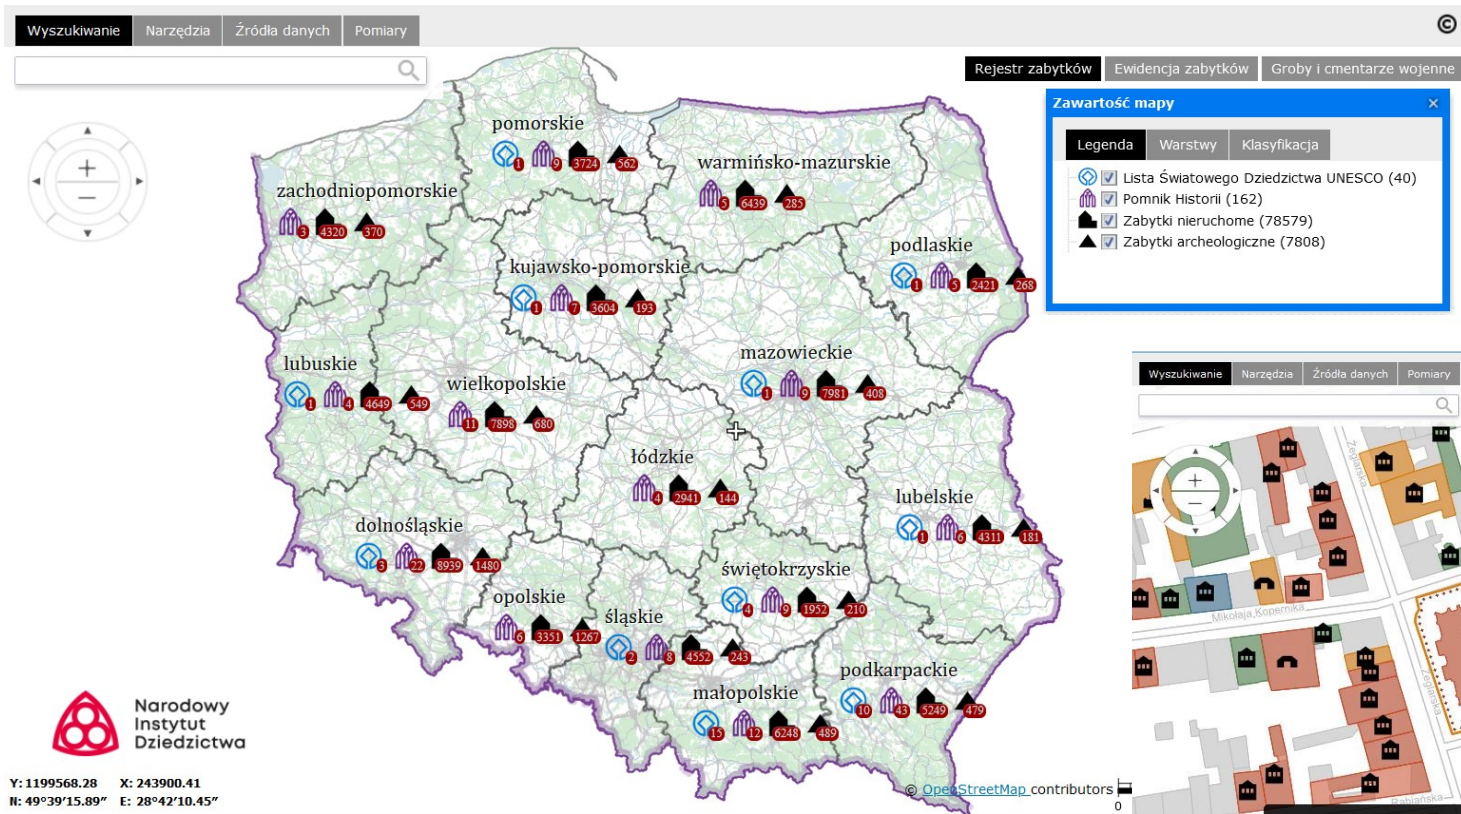 Wyszukiwanie Narzędzia Źródła danych Pomiary
©
Rejestr zabytków Ewidencja zabytków Groby i cmentarze wojenne
Zawartość mapy ×
Legenda Warstwy Klasyfikacja
Lista Światowego Dziedzictwa UNESCO (40)
Pomnik Historii (162)
Zabytki nieruchome (78579)
Zabytki archeologiczne (7808)
pomorskie
1 9 3724 562
warmińsko-mazurskie
5 6439 285
zachodniopomorskie
3 4320 370
podlaskie
1 5 2421 268
kujawsko-pomorskie
1 7 3604 193
mazowieckie
1 9 7981 408
lubuskie
1 4 4649 549
wielkopolskie
11 7898 680
łódzkie
4 2941 144
lubelskie
1 6 4311 181
dolnośląskie
3 22 8939 1480
świętokrzyskie
4 9 1952 210
opolskie
6 3351 1267
śląskie
2 8 4552 243
podkarpackie
10 43 5249 479
małopolskie
15 12 6248 489
Narodowy
Instytut
Dziedzictwa
Y: 1199568.28 X: 243900.41
N: 49°39'15.89" E: 28°42'10.45"
© OpenStreetMap contributors
0
Wyszukiwanie Narzędzia Źródła danych Pomiary
Żeglarska
Mikołaja Kopernika
Żeglarska
Rabiańska